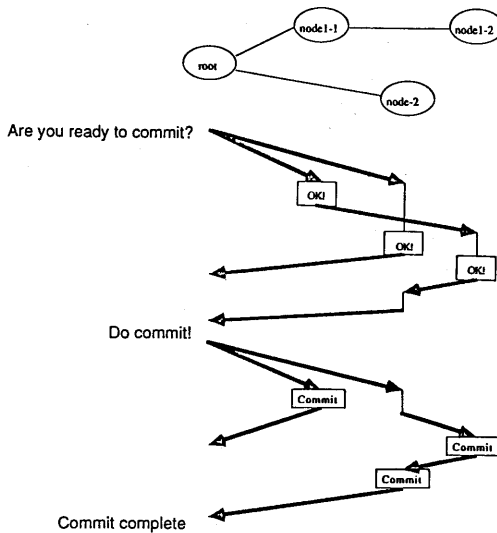 node1-1
node1-2
root
node-2
Are you ready to commit?
OK!
OK!
OK!
Do commit!
Commit
Commit
Commit
Commit complete